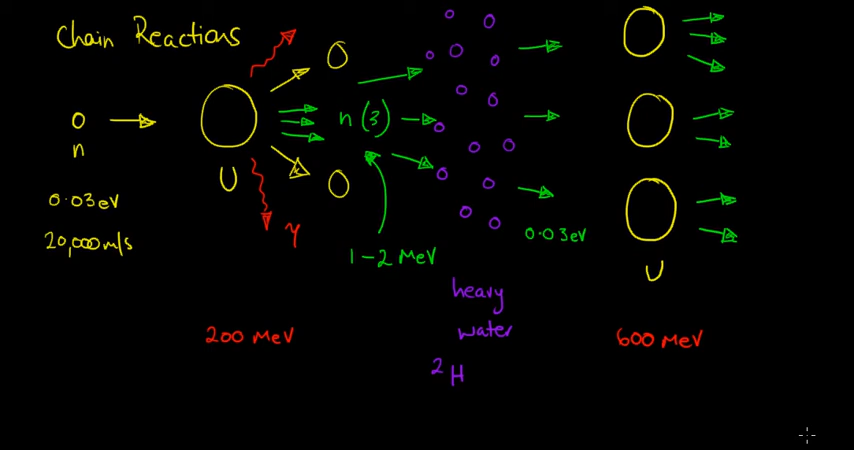 Chain Reactions
n
0.03eV
20,000m/s
U
γ
200 MeV
n (3)
1-2 MeV
heavy
water
²H
0.03eV
U
600 MeV